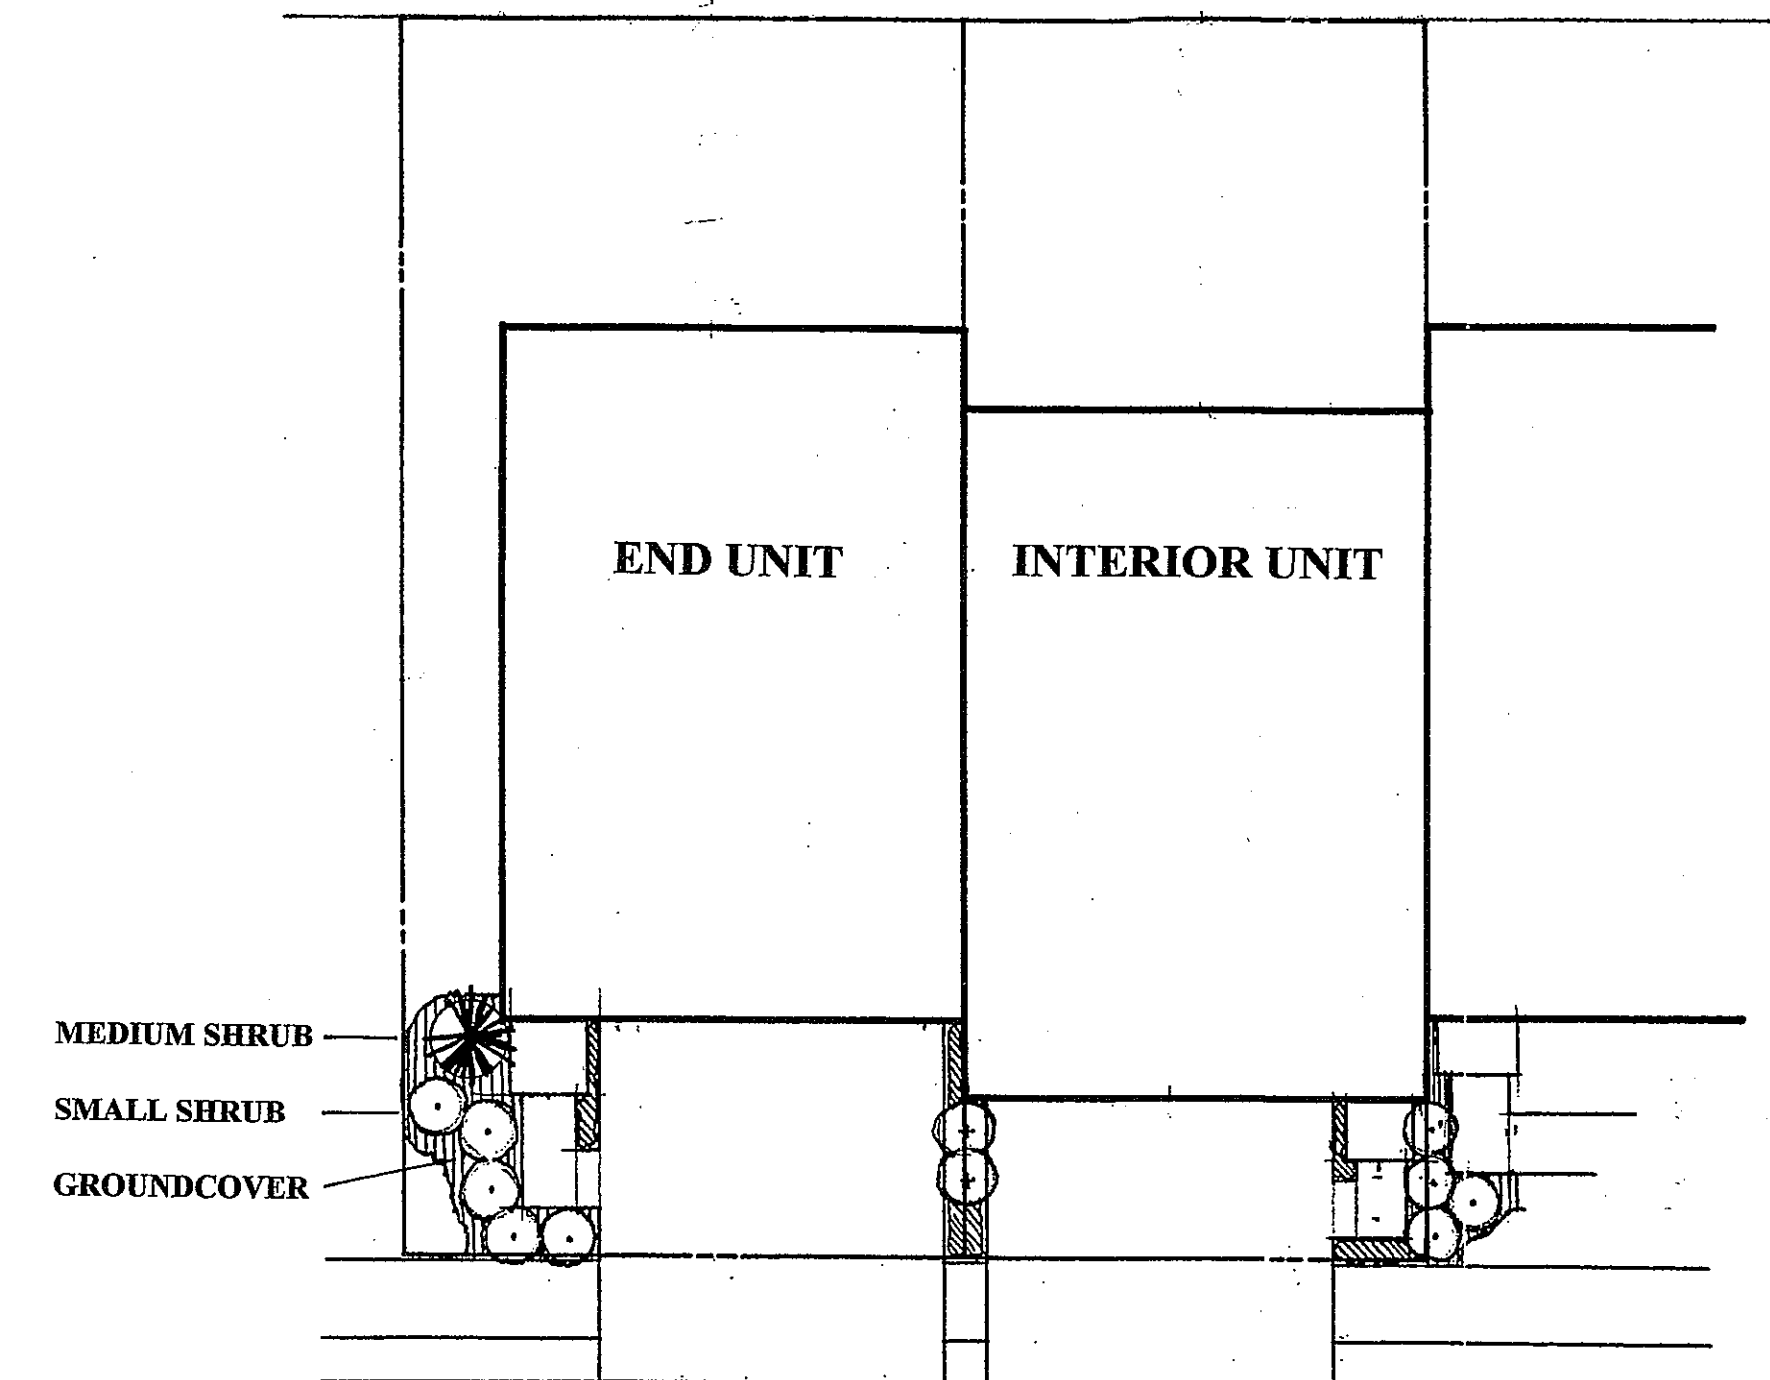 END UNIT
INTERIOR UNIT
MEDIUM SHRUB
SMALL SHRUB
GROUNDCOVER